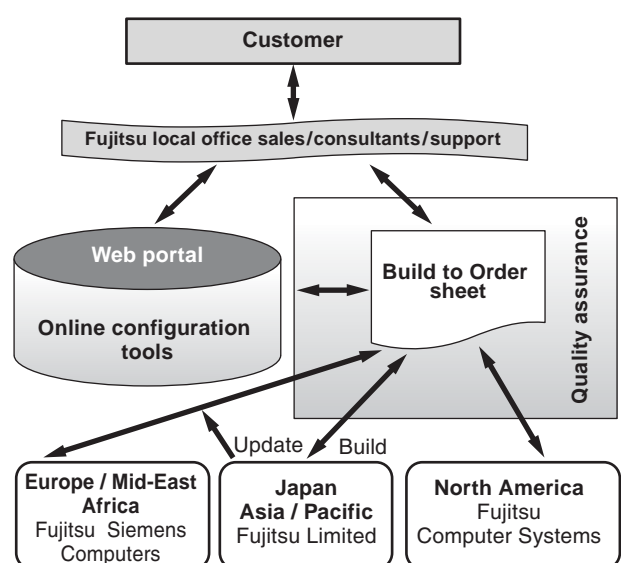 Customer
Fujitsu local office sales/consultants/support
Web portal
Online configuration
tools
Build to Order
sheet
Quality assurance
Update
Build
Europe / Mid-East
Africa
Fujitsu Siemens
Computers
Japan
Asia / Pacific
Fujitsu Limited
North America
Fujitsu
Computer Systems